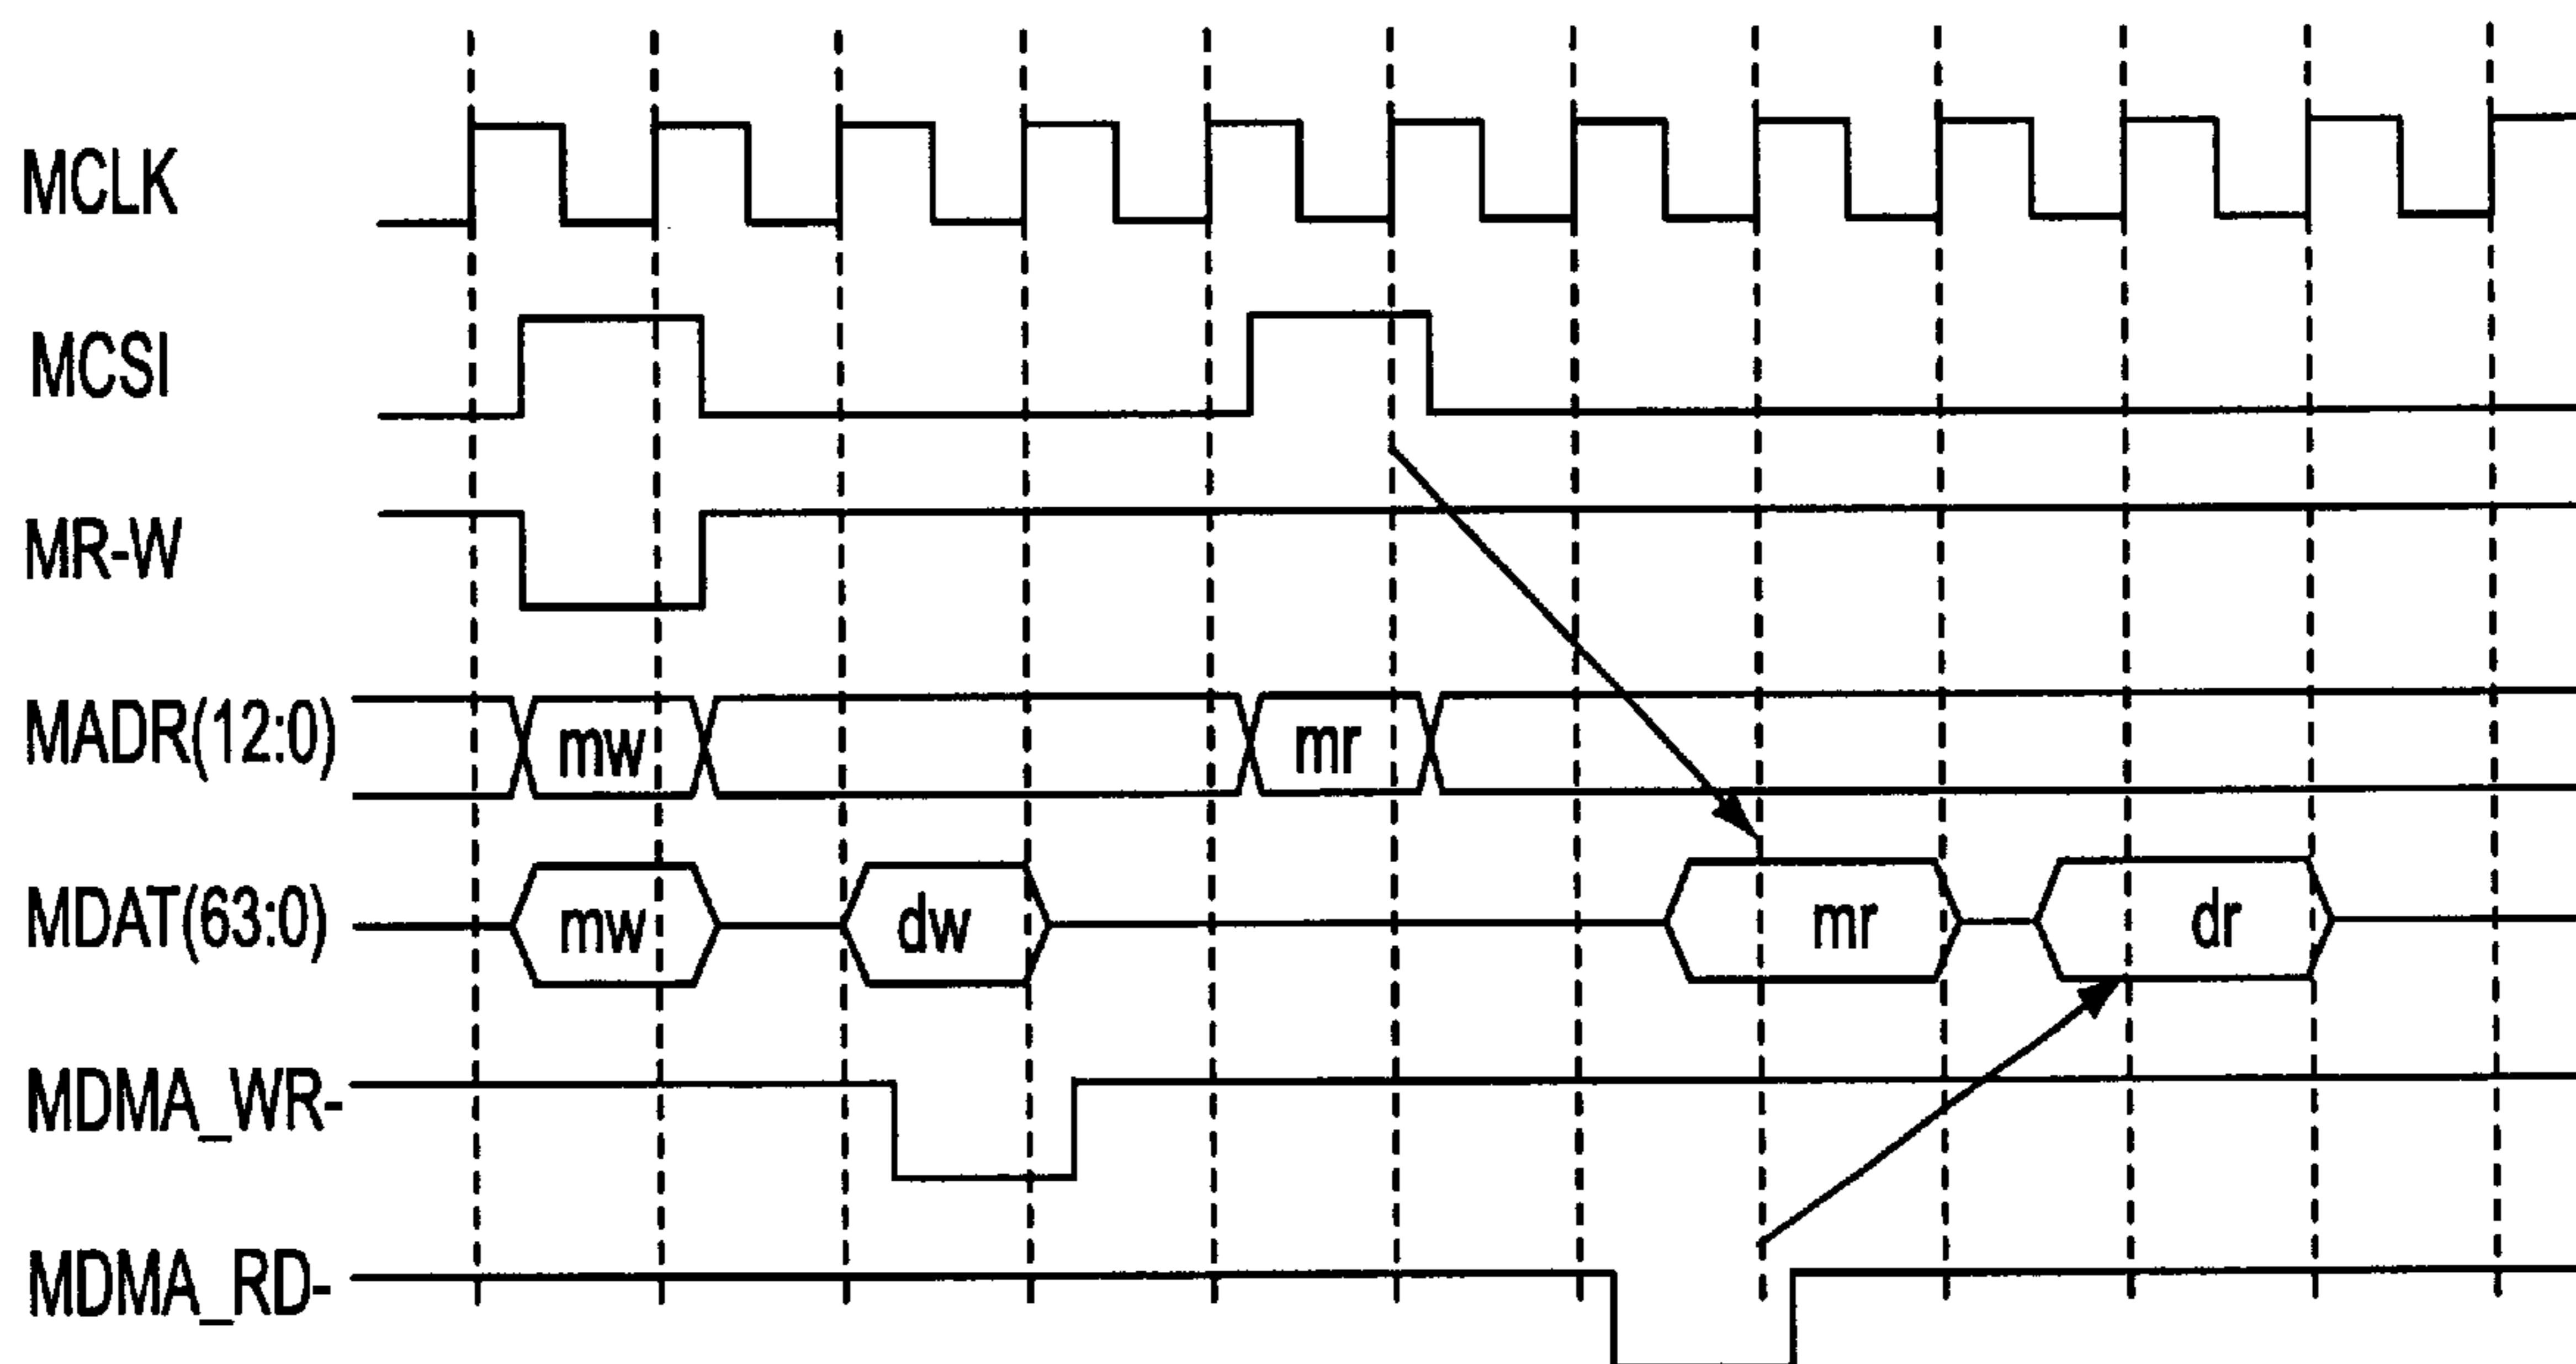 MCLK
MCSI
MR-W
MADR(12:0) mw mr
MDAT(63:0) mw dw mr dr
MDMA_WR-
MDMA_RD-